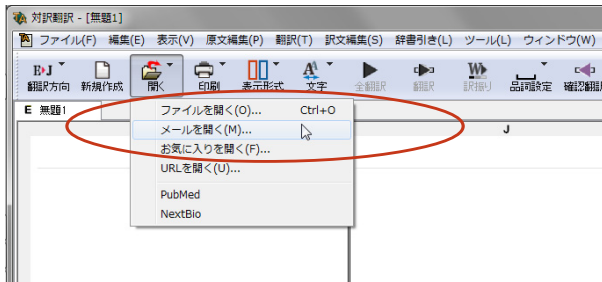 対訳翻訳 - [無題1]
ファイル(F) 編集(E) 表示(V) 原文編集(P) 翻訳(T) 訳文編集(S) 辞書引き(L) ツール(L) ウィンドウ(W)
E›J A W
翻訳方向 新規作成 開く 印刷 表示形式 文字 全翻訳 翻訳 訳振り 品詞設定 確認翻訳
E 無題1
J
ファイルを開く(O)... Ctrl+O
メールを開く(M)...
お気に入りを開く(F)...
URLを開く(U)...
PubMed
NextBio